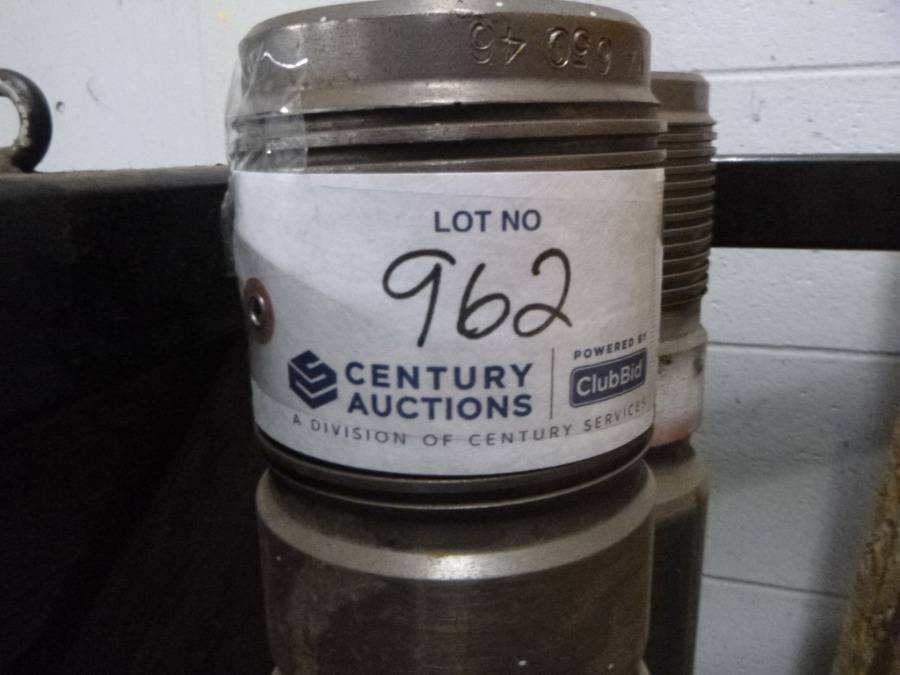 650 46
LOT NO
962
CENTURY
AUCTIONS
POWERED BY
ClubBid
A DIVISION OF CENTURY SERVICES